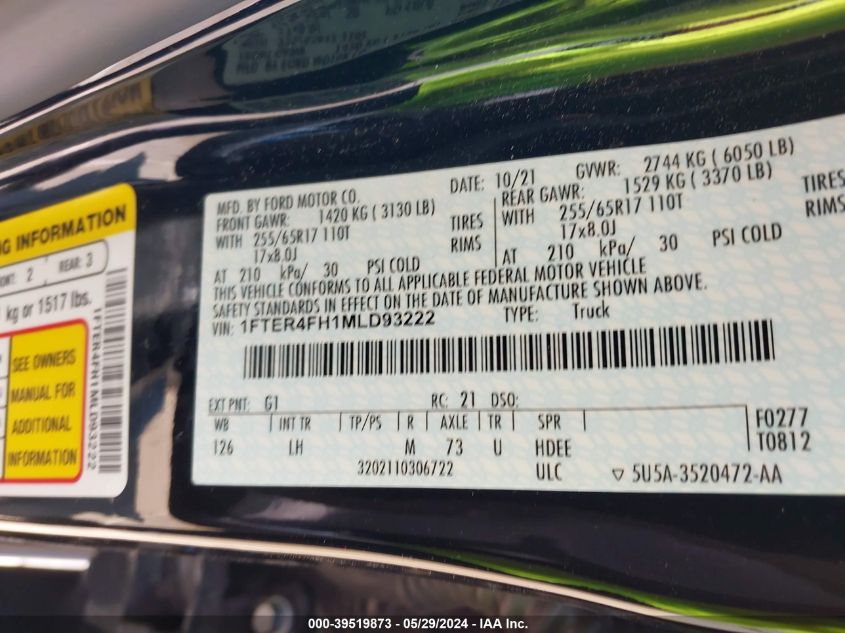 MFD. BY FORD MOTOR CO.
DATE: 10/21
GVWR: 2744 KG ( 6050 LB)
FRONT GAWR: 1420 KG ( 3130 LB)
REAR GAWR: 1529 KG ( 3370 LB)
WITH 255/65R17 110T TIRES
WITH 255/65R17 110T TIRES
17x8.0J RIMS
17x8.0J RIMS
AT 210 kPa/ 30 PSI COLD
AT 210 kPa/ 30 PSI COLD
THIS VEHICLE CONFORMS TO ALL APPLICABLE FEDERAL MOTOR VEHICLE
SAFETY STANDARDS IN EFFECT ON THE DATE OF MANUFACTURE SHOWN ABOVE.
VIN: 1FTER4FH1MLD93222 TYPE: Truck
EXT PNT: G1 RC: 21 DSO:
WB INT TR TP/PS R AXLE TR SPR
126 LH M 73 U HDEE
3202110306722 ULC
F0277
T0812
5U5A-3520472-AA
INFORMATION
2 REAR: 3
kg or 1517 lbs.
SEE OWNERS
MANUAL FOR
ADDITIONAL
INFORMATION
1FTER4FH1MLD93222
000-39519873 - 05/29/2024 - IAA Inc.